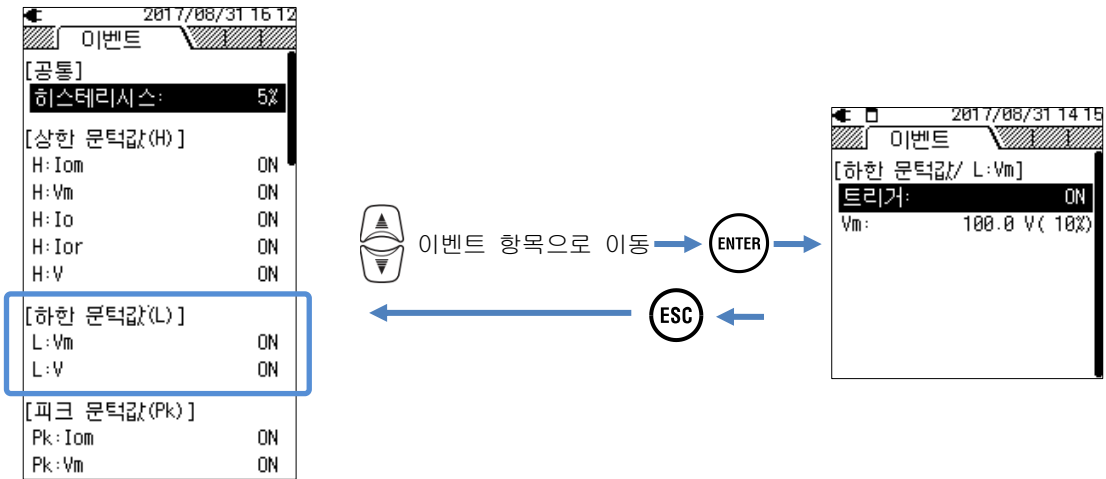 2017/08/31 16 12
이벤트
[공통]
히스테리시스: 5%
[상한 문턱값(H)]
H:Iom ON
H:Vm ON
H:Io ON
H:Ior ON
H:V ON
[하한 문턱값(L)]
L:Vm ON
L:V ON
[피크 문턱값(Pk)]
Pk:Iom ON
Pk:Vm ON
이벤트 항목으로 이동
ENTER
ESC
2017/08/31 14 15
이벤트
[하한 문턱값/ L:Vm]
트리거: ON
Vm: 100.0 V( 10%)